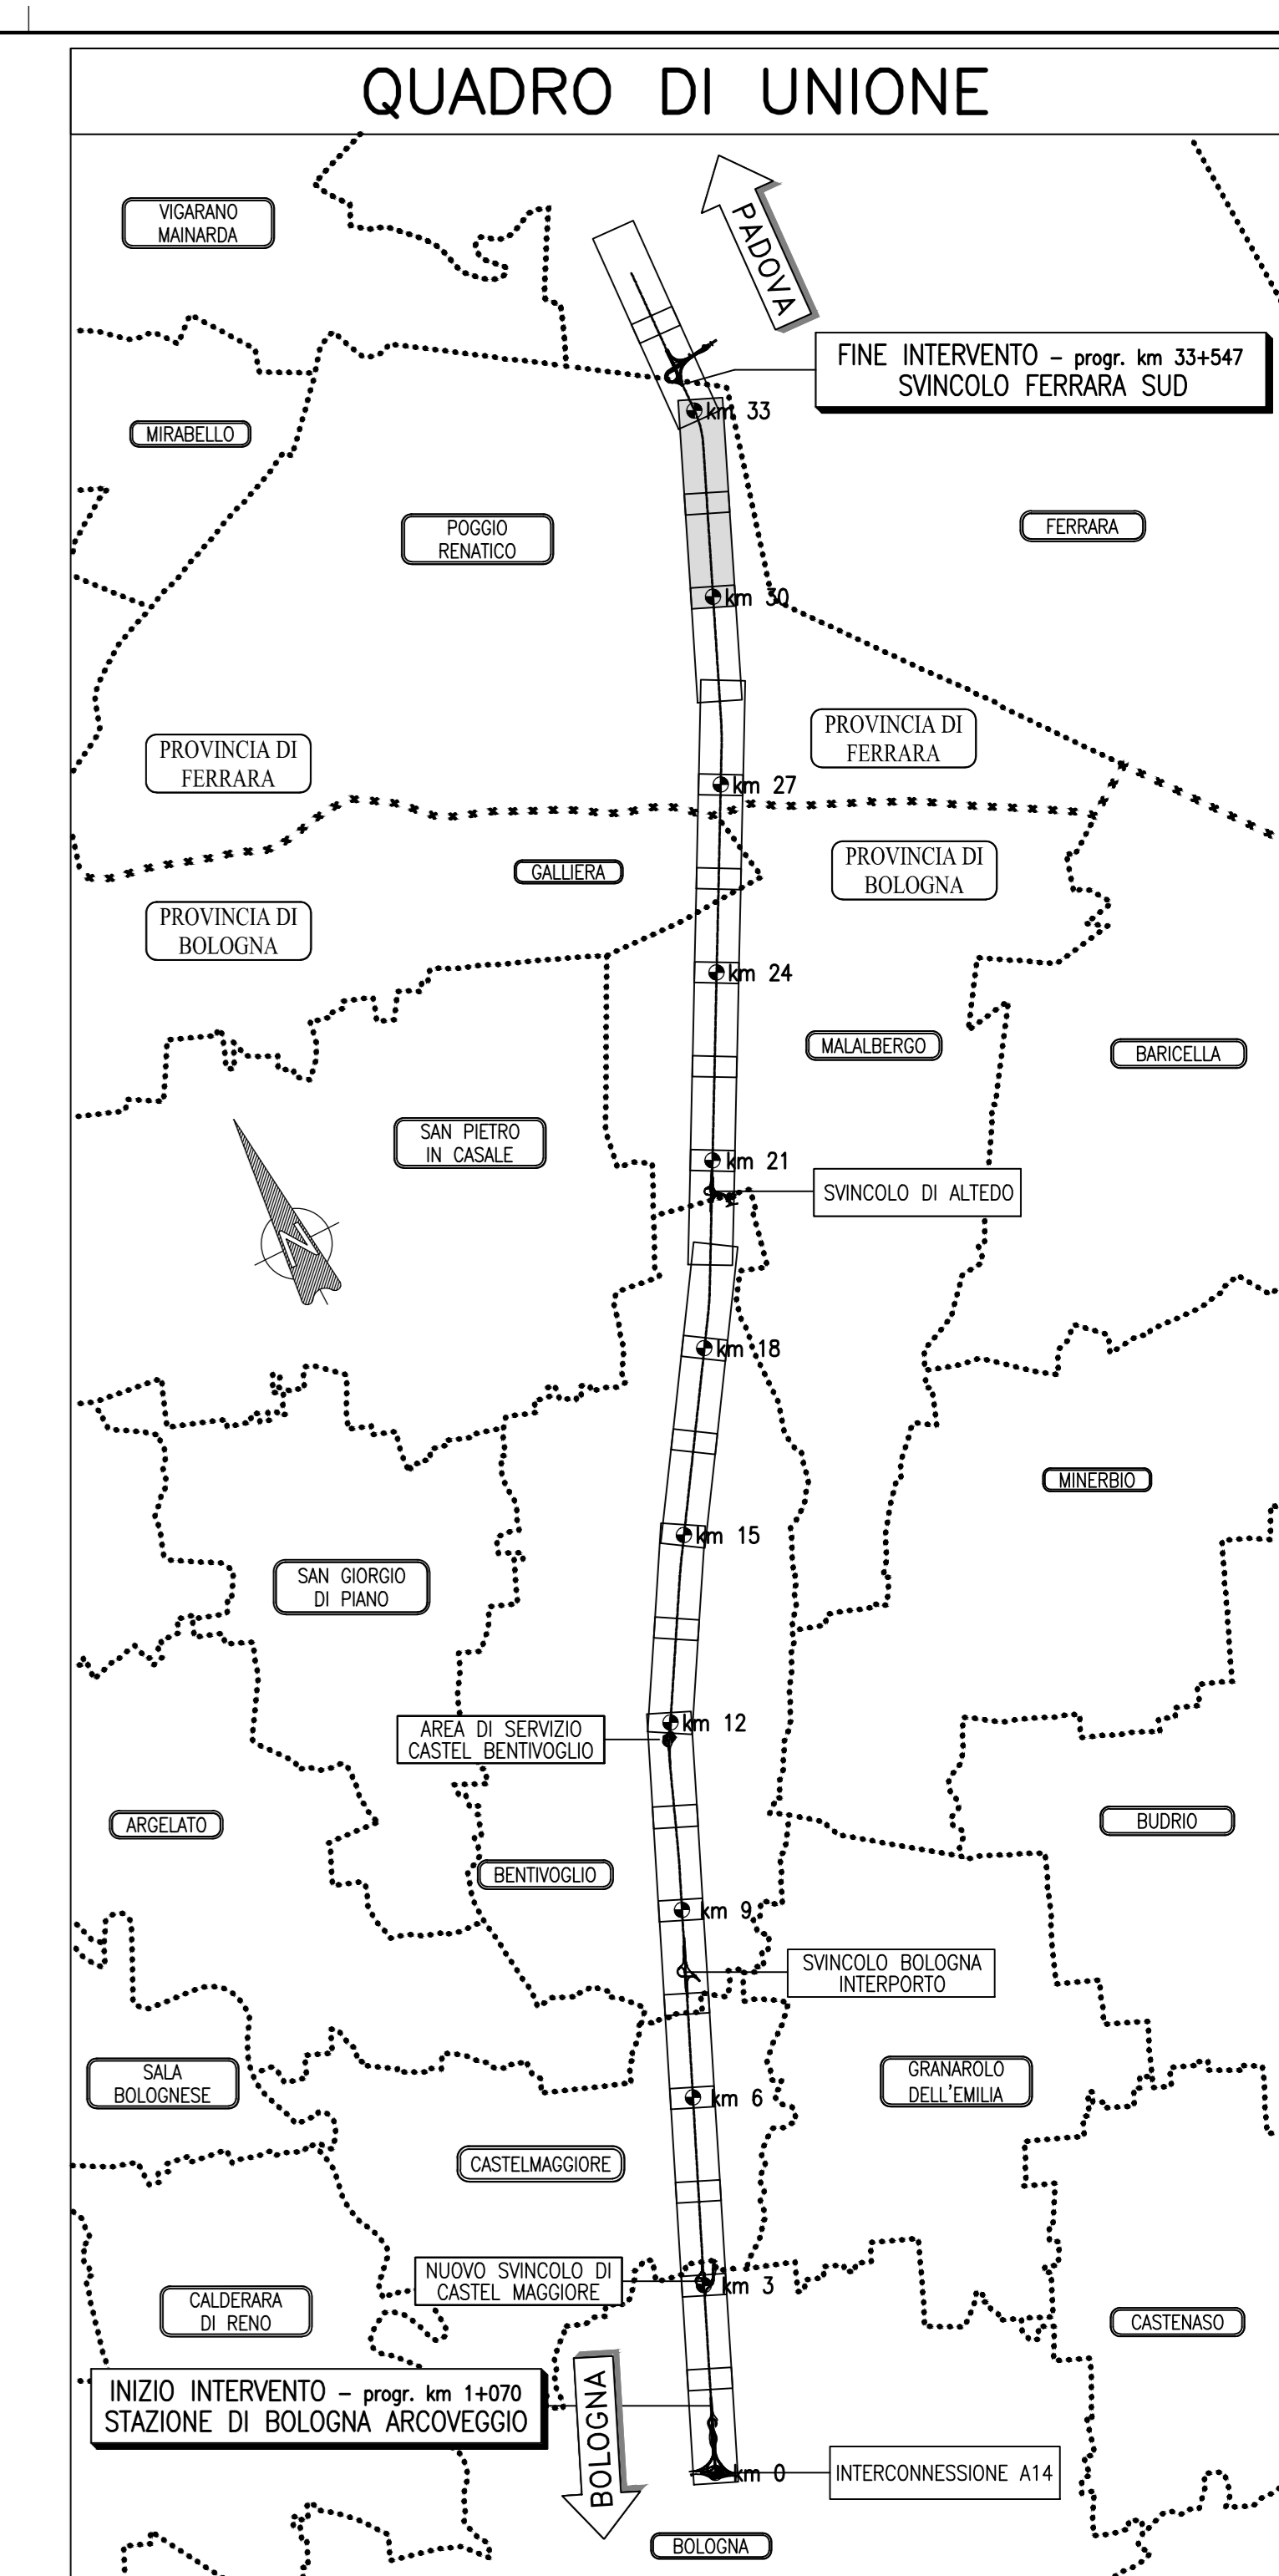 QUADRO DI UNIONE
VIGARANO
MAINARDA
PADOVA
FINE INTERVENTO – progr. km 33+547
SVINCOLO FERRARA SUD
km 33
MIRABELLO
POGGIO
RENATICO
FERRARA
km 30
PROVINCIA DI
FERRARA
PROVINCIA DI
FERRARA
km 27
GALLIERA
PROVINCIA DI
BOLOGNA
PROVINCIA DI
BOLOGNA
km 24
MALALBERGO
BARICELLA
SAN PIETRO
IN CASALE
km 21
SVINCOLO DI ALTEDO
N
km 18
MINERBIO
km 15
SAN GIORGIO
DI PIANO
km 12
AREA DI SERVIZIO
CASTEL BENTIVOGLIO
ARGELATO
BUDRIO
BENTIVOGLIO
km 9
SVINCOLO BOLOGNA
INTERPORTO
SALA
BOLOGNESE
GRANAROLO
DELL'EMILIA
km 6
CASTELMAGGIORE
NUOVO SVINCOLO DI
CASTEL MAGGIORE
km 3
CALDERARA
DI RENO
CASTENASO
INIZIO INTERVENTO – progr. km 1+070
STAZIONE DI BOLOGNA ARCOVEGGIO
BOLOGNA
km 0
INTERCONNESSIONE A14
BOLOGNA